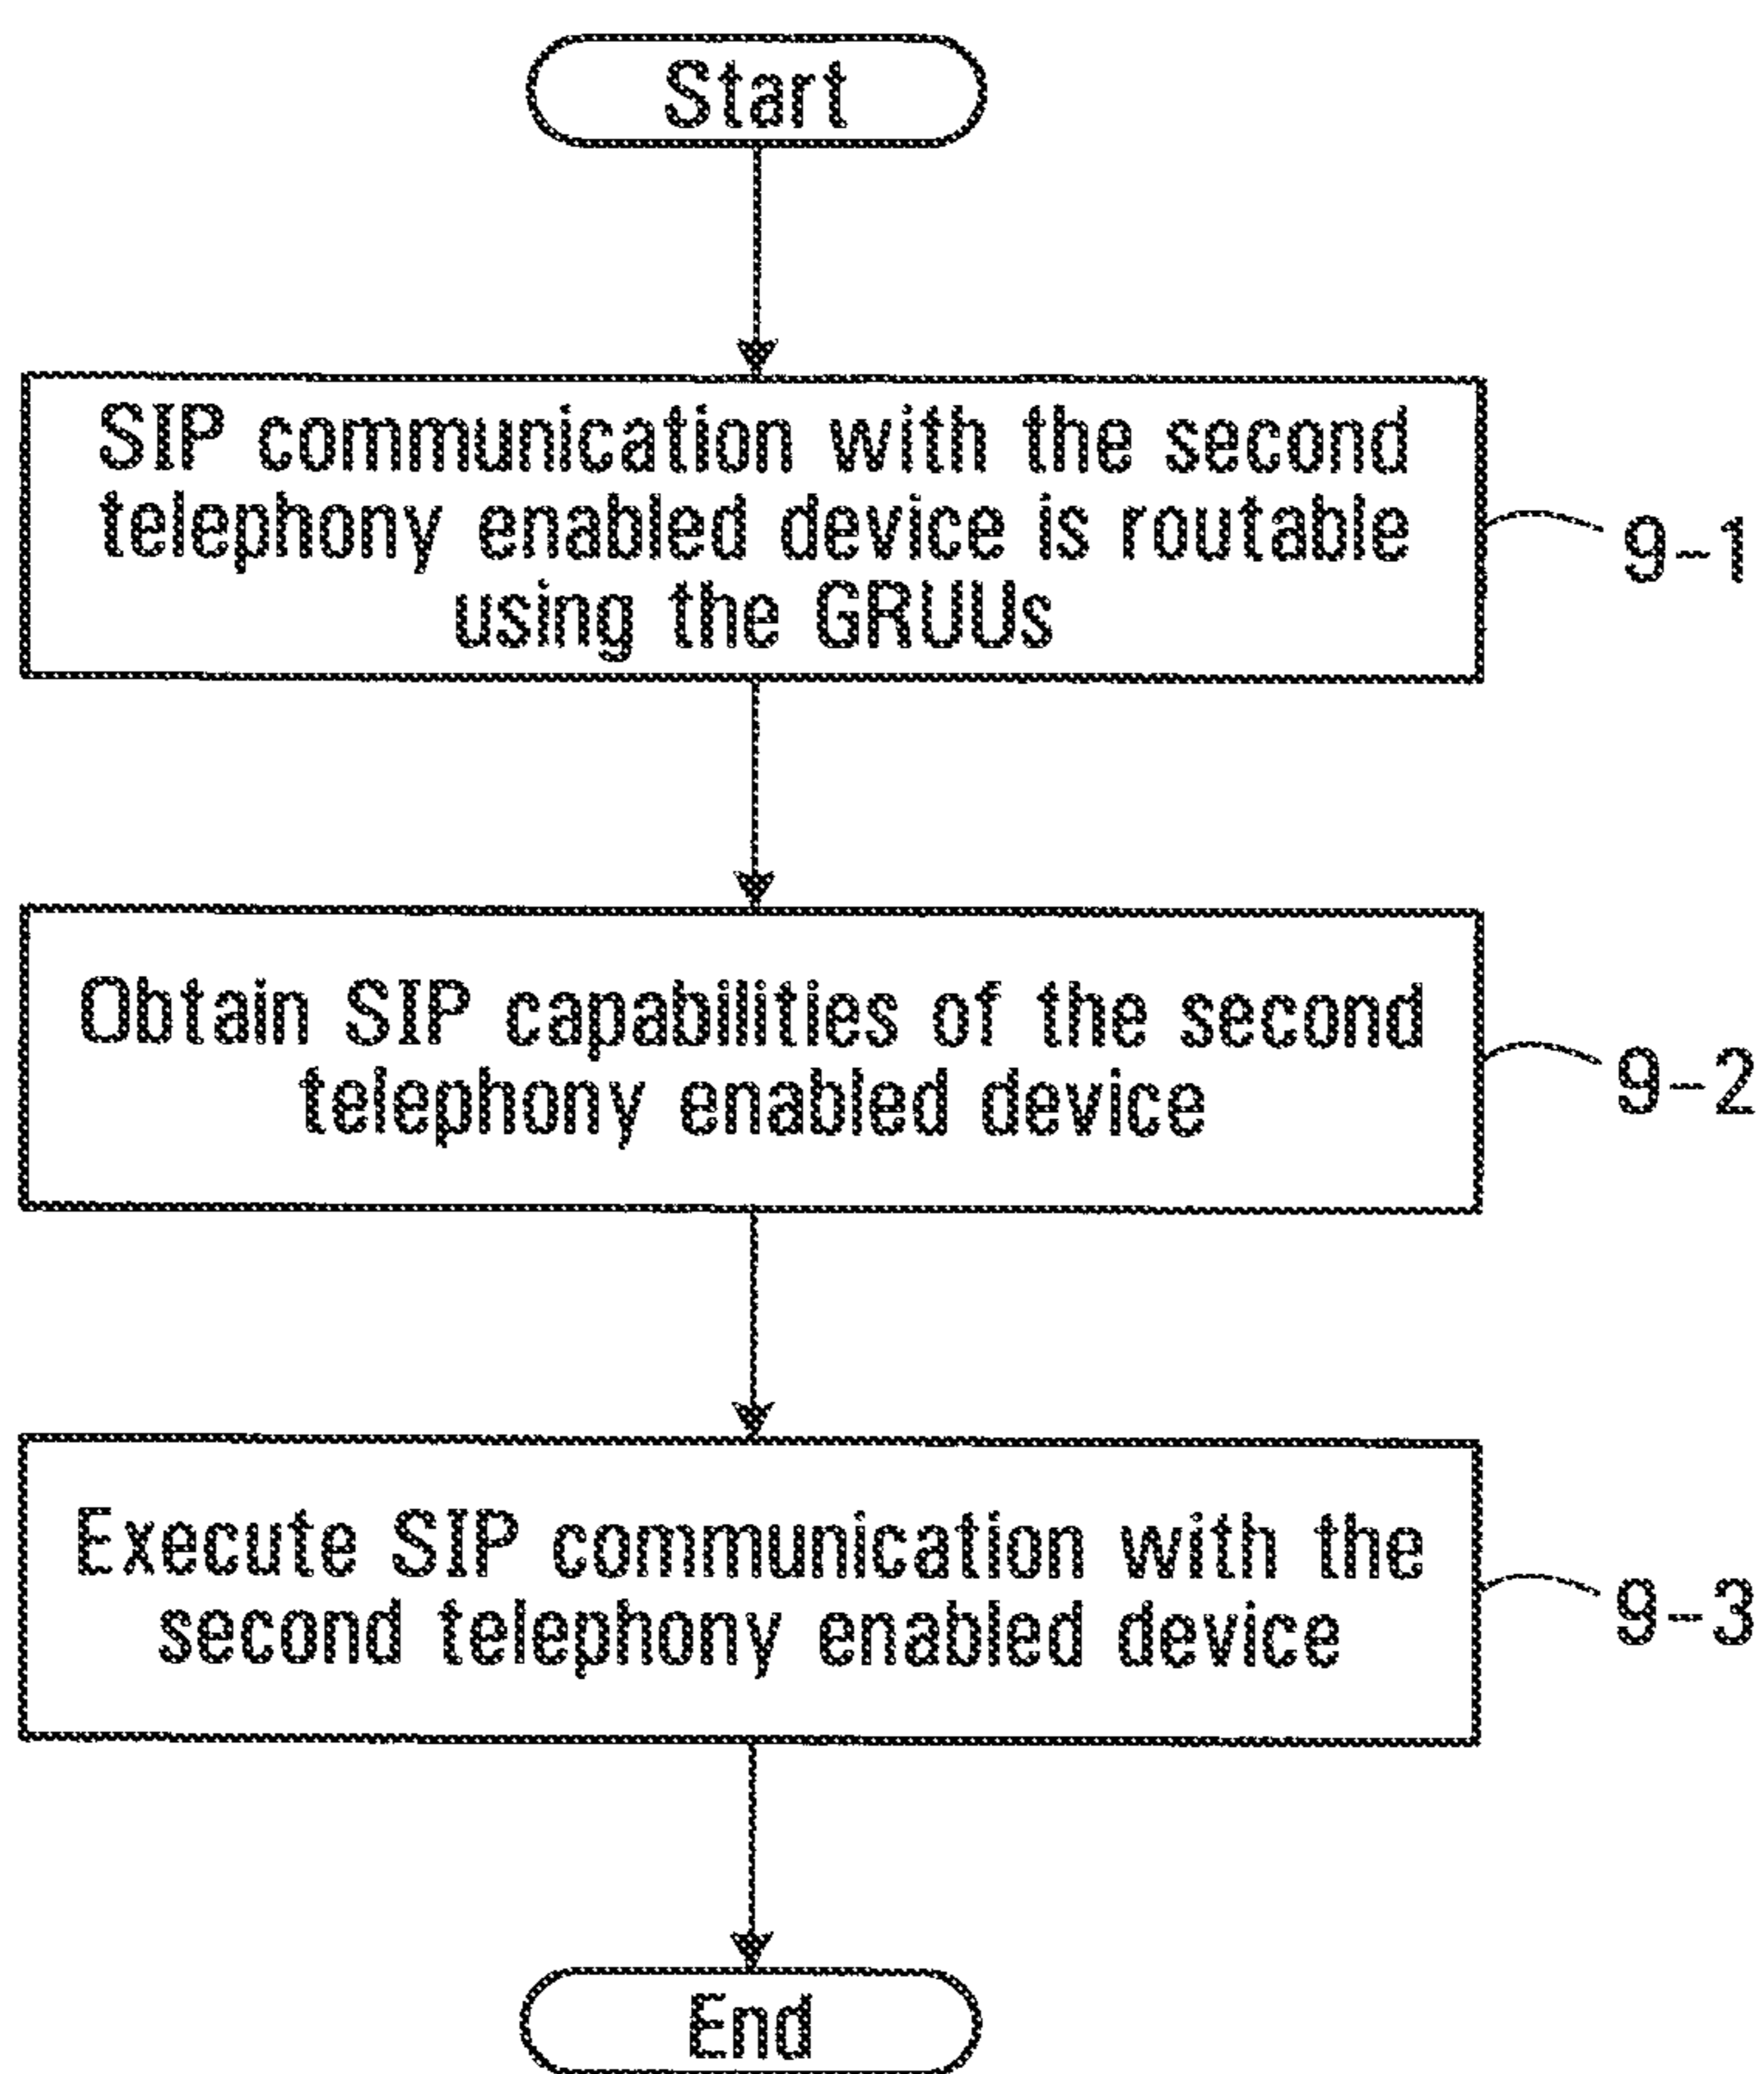 Start
SIP communication with the second
telephony enabled device is routable
using the GRUUs
9-1
Obtain SIP capabilities of the second
telephony enabled device
9-2
Execute SIP communication with the
second telephony enabled device
9-3
End